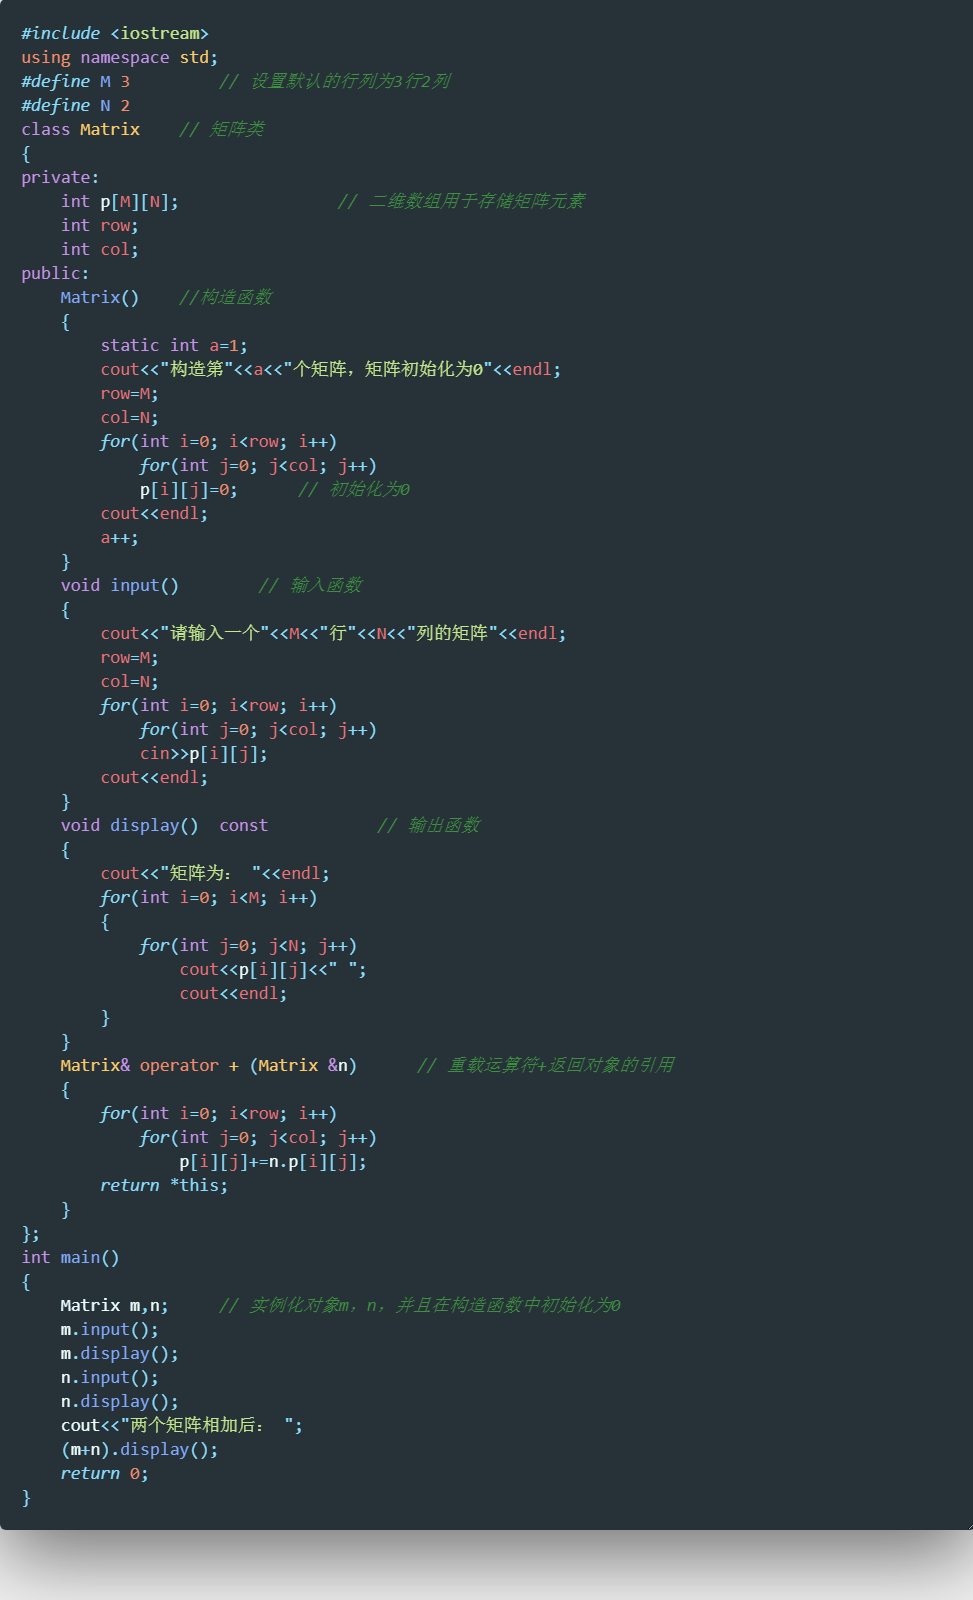 #include <iostream>
using namespace std;
#define M 3         // 设置默认的行列为3行2列
#define N 2
class Matrix    // 矩阵类
{
private:
    int p[M][N];                // 二维数组用于存储矩阵元素
    int row;
    int col;
public:
    Matrix()    //构造函数
    {
        static int a=1;
        cout<<"构造第"<<a<<"个矩阵，矩阵初始化为0"<<endl;
        row=M;
        col=N;
        for(int i=0; i<row; i++)
            for(int j=0; j<col; j++)
            p[i][j]=0;      // 初始化为0
        cout<<endl;
        a++;
    }
    void input()        // 输入函数
    {
        cout<<"请输入一个"<<M<<"行"<<N<<"列的矩阵"<<endl;
        row=M;
        col=N;
        for(int i=0; i<row; i++)
            for(int j=0; j<col; j++)
            cin>>p[i][j];
        cout<<endl;
    }
    void display()  const           // 输出函数
    {
        cout<<"矩阵为： "<<endl;
        for(int i=0; i<M; i++)
        {
            for(int j=0; j<N; j++)
                cout<<p[i][j]<<" ";
                cout<<endl;
        }
    }
    Matrix& operator + (Matrix &n)      // 重载运算符+返回对象的引用
    {
        for(int i=0; i<row; i++)
            for(int j=0; j<col; j++)
                p[i][j]+=n.p[i][j];
        return *this;
    }
};
int main()
{
    Matrix m,n;     // 实例化对象m，n，并且在构造函数中初始化为0
    m.input();
    m.display();
    n.input();
    n.display();
    cout<<"两个矩阵相加后： ";
    (m+n).display();
    return 0;
}